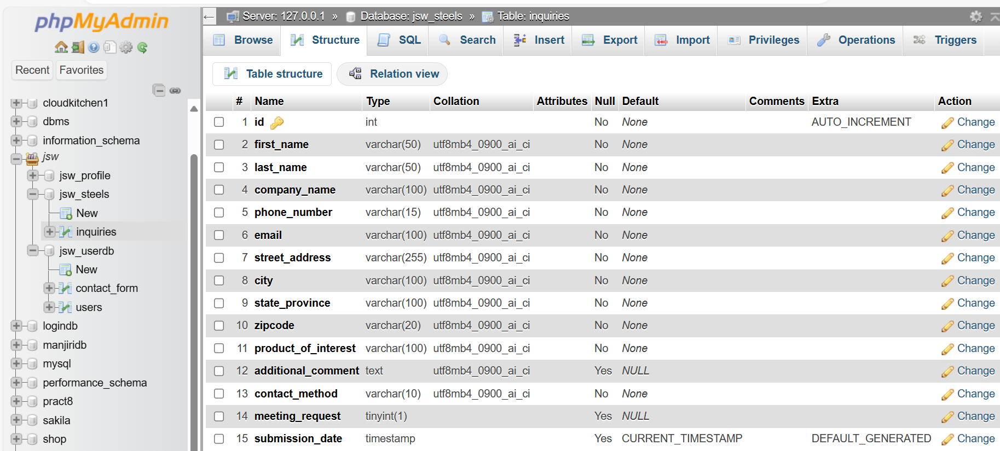 phpMyAdmin
Recent Favorites
cloudkitchen1
dbms
information_schema
jsw
jsw_profile
jsw_steels
New
inquiries
jsw_userdb
New
contact_form
users
logindb
manjiridb
mysql
performance_schema
pract8
sakila
shop
Server: 127.0.0.1 » Database: jsw_steels » Table: inquiries
Browse Structure SQL Search Insert Export Import Privileges Operations Triggers
Table structure Relation view
# Name Type Collation Attributes Null Default Comments Extra Action
1 id int No None AUTO_INCREMENT Change
2 first_name varchar(50) utf8mb4_0900_ai_ci No None Change
3 last_name varchar(50) utf8mb4_0900_ai_ci No None Change
4 company_name varchar(100) utf8mb4_0900_ai_ci No None Change
5 phone_number varchar(15) utf8mb4_0900_ai_ci No None Change
6 email varchar(100) utf8mb4_0900_ai_ci No None Change
7 street_address varchar(255) utf8mb4_0900_ai_ci No None Change
8 city varchar(100) utf8mb4_0900_ai_ci No None Change
9 state_province varchar(100) utf8mb4_0900_ai_ci No None Change
10 zipcode varchar(20) utf8mb4_0900_ai_ci No None Change
11 product_of_interest varchar(100) utf8mb4_0900_ai_ci No None Change
12 additional_comment text utf8mb4_0900_ai_ci Yes NULL Change
13 contact_method varchar(10) utf8mb4_0900_ai_ci No None Change
14 meeting_request tinyint(1) Yes NULL Change
15 submission_date timestamp Yes CURRENT_TIMESTAMP DEFAULT_GENERATED Change